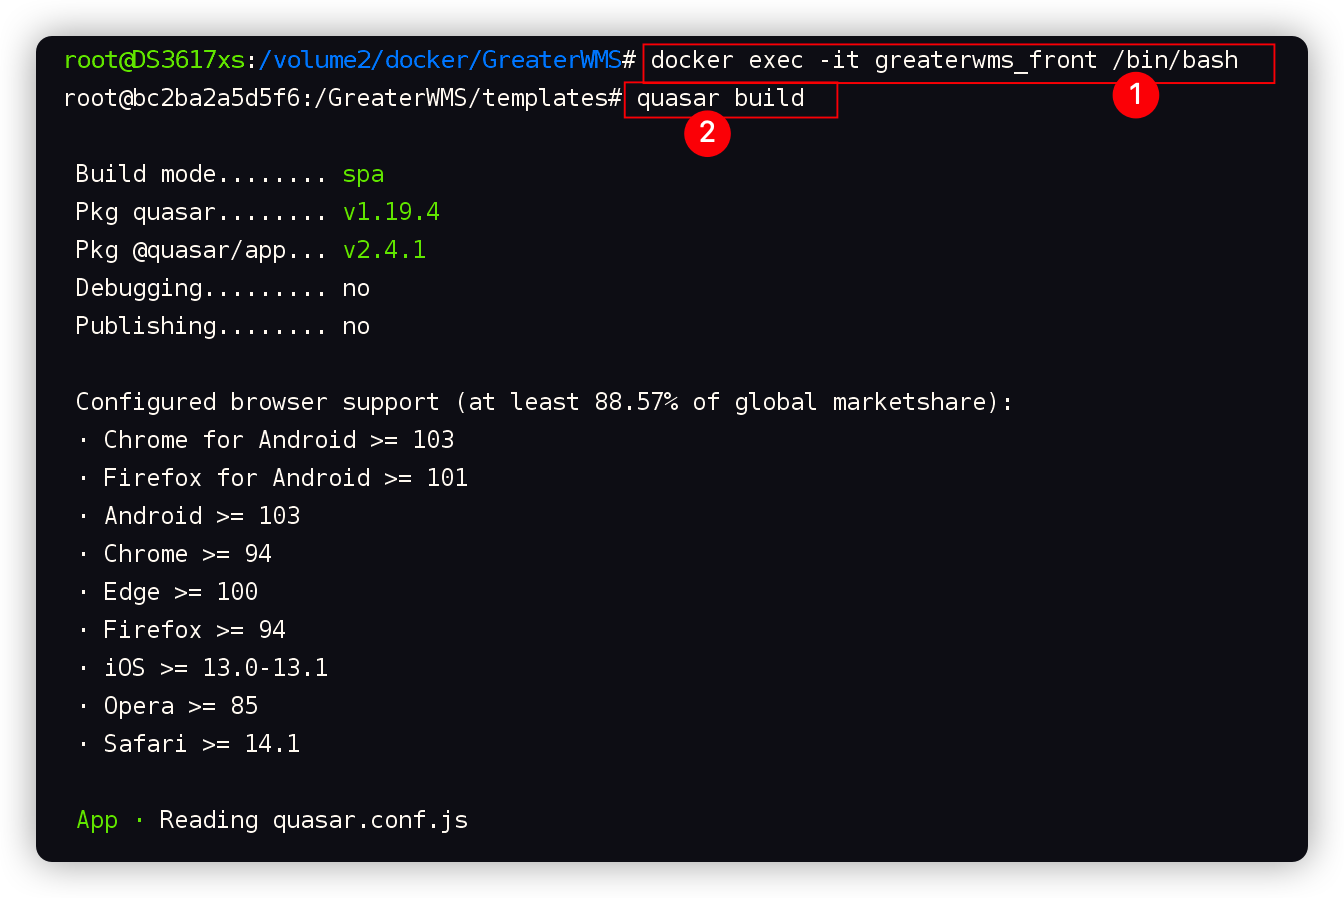 root@DS3617xs:/volume2/docker/GreaterWMS# docker exec -it greaterwms_front /bin/bash
1
root@bc2ba2a5d5f6:/GreaterWMS/templates# quasar build
2
Build mode........ spa
Pkg quasar........ v1.19.4
Pkg @quasar/app... v2.4.1
Debugging......... no
Publishing........ no
Configured browser support (at least 88.57% of global marketshare):
· Chrome for Android >= 103
· Firefox for Android >= 101
· Android >= 103
· Chrome >= 94
· Edge >= 100
· Firefox >= 94
· iOS >= 13.0-13.1
· Opera >= 85
· Safari >= 14.1
App · Reading quasar.conf.js